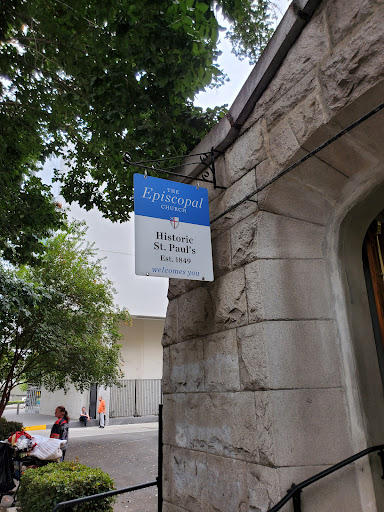 THE
Episcopal
CHURCH
Historic
St. Paul's
Est. 1849
welcomes you